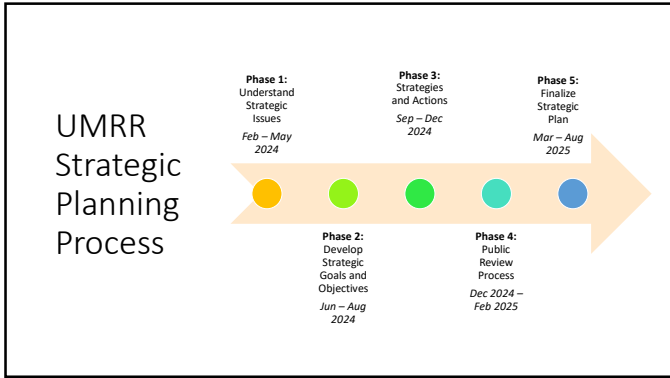 UMRR
Strategic
Planning
Process
Phase 1:
Understand
Strategic
Issues
Feb – May
2024
Phase 2:
Develop
Strategic
Goals and
Objectives
Jun – Aug
2024
Phase 3:
Strategies
and Actions
Sep – Dec
2024
Phase 4:
Public
Review
Process
Dec 2024 –
Feb 2025
Phase 5:
Finalize
Strategic
Plan
Mar – Aug
2025